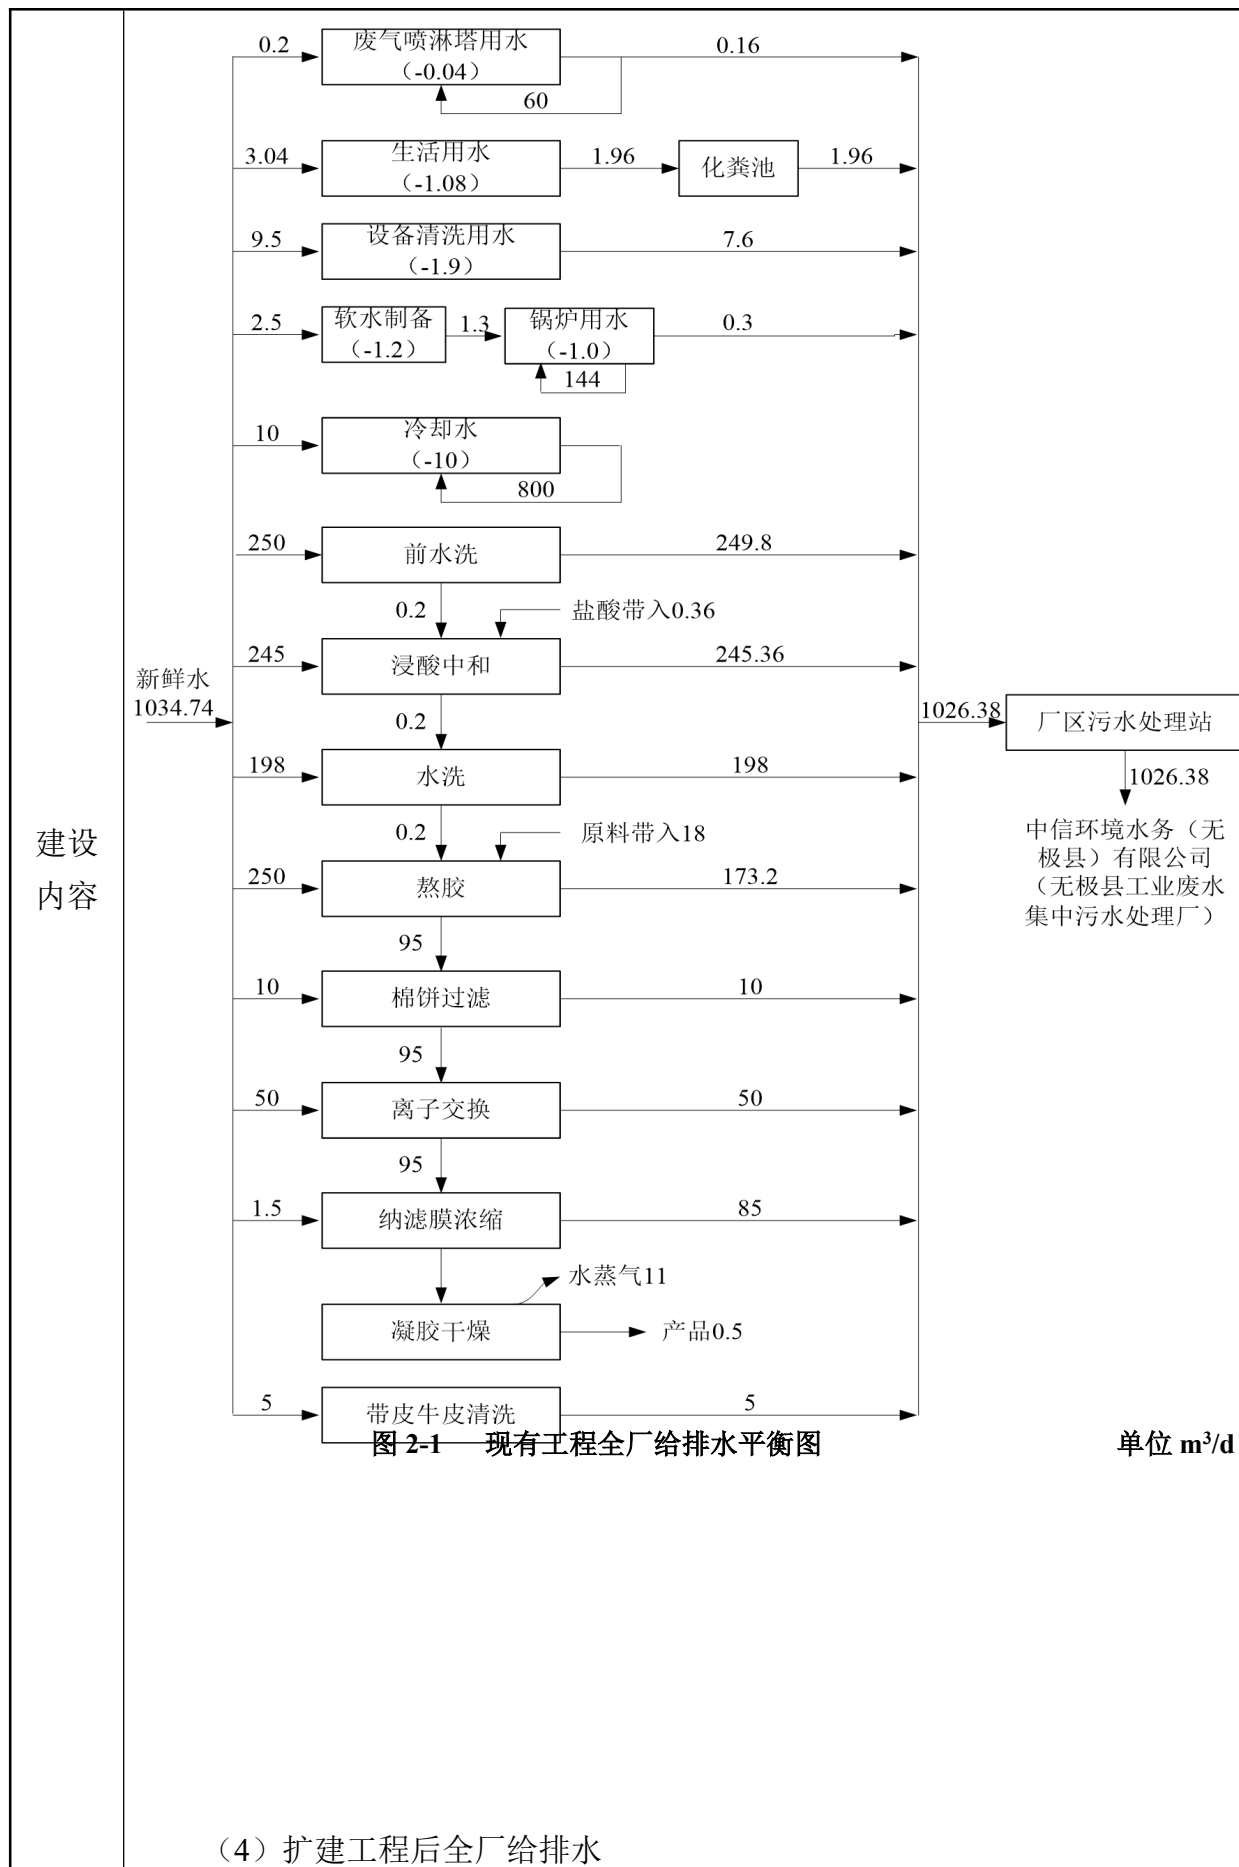 0.2
废气喷淋塔用水
(-0.04)
0.16
60
3.04
生活用水
(-1.08)
1.96
化粪池
1.96
9.5
设备清洗用水
(-1.9)
7.6
2.5
软水制备
(-1.2)
1.3
锅炉用水
(-1.0)
0.3
144
10
冷却水
(-10)
800
250
前水洗
249.8
0.2
盐酸带入0.36
245
浸酸中和
245.36
新鲜水
1034.74
0.2
1026.38
厂区污水处理站
198
水洗
198
1026.38
0.2
原料带入18
中信环境水务（无
极县）有限公司
（无极县工业废水
集中污水处理厂）
建设
内容
250
熬胶
173.2
95
10
棉饼过滤
10
95
50
离子交换
50
95
1.5
纳滤膜浓缩
85
水蒸气11
凝胶干燥
产品0.5
5
带皮牛皮清洗
5
图 2-1 现有工程全厂给排水平衡图 单位 m³/d
（4）扩建工程后全厂给排水